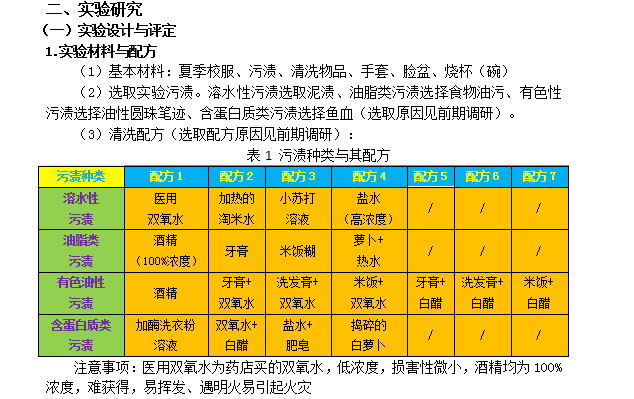 二、实验研究
（一）实验设计与评定
1.实验材料与配方
（1）基本材料：夏季校服、污渍、清洗物品、手套、脸盆、烧杯（碗）
（2）选取实验污渍。溶水性污渍选取泥渍、油脂类污渍选择食物油污、有色性
污渍选择油性圆珠笔迹、含蛋白质类污渍选择鱼血（选取原因见前期调研）。
（3）清洗配方（选取配方原因见前期调研）：
表 1 污渍种类与其配方
污渍种类 配方 1 配方 2 配方 3 配方 4 配方 5 配方 6 配方 7
溶水性 医用 加热的 小苏打 盐水
污渍 双氧水 淘米水 溶液 （高浓度） / / /
油脂类 酒精 牙膏 米饭糊 萝卜+
污渍 （100%浓度） 热水 / / /
有色油性 酒精 牙膏+ 洗发膏+ 米饭+ 牙膏+ 洗发膏+ 米饭+
污渍 双氧水 双氧水 双氧水 白醋 白醋 白醋
含蛋白质类 加酶洗衣粉 双氧水+ 盐水+ 捣碎的
污渍 溶液 白醋 肥皂 白萝卜 / / /
注意事项：医用双氧水为药店买的双氧水，低浓度，损害性微小，酒精均为 100%
浓度，难获得，易挥发、遇明火易引起火灾